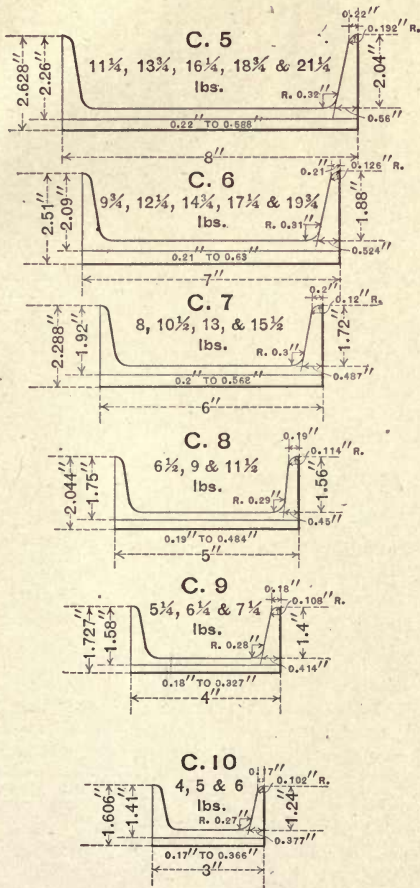 C. 5
11¼, 13¾, 16¼, 18¾ & 21¼
lbs.
2.628″
2.26″
0.22″
0.192″ R.
2.04″
R. 0.32″
0.56″
0.22″ TO 0.588″
8″
C. 6
9¾, 12¼, 14¾, 17¼ & 19¾
lbs.
2.51″
2.09″
0.21″
0.126″ R.
1.88″
R. 0.31″
0.524″
0.21″ TO 0.63″
7″
C. 7
8, 10½, 13, & 15½
lbs.
2.288″
1.92″
0.2″
0.12″ R.
1.72″
R. 0.3″
0.487″
0.2″ TO 0.568″
6″
C. 8
6½, 9 & 11½
lbs.
2.044″
1.75″
0.19″
0.114″ R.
1.56″
R. 0.29″
0.45″
0.19″ TO 0.484″
5″
C. 9
5¼, 6¼ & 7¼
lbs.
1.727″
1.58″
0.18″
0.108″ R.
1.4″
R. 0.28″
0.414″
0.18″ TO 0.327″
4″
C. 10
4, 5 & 6
lbs.
1.606″
1.41″
0.17″
0.102″ R.
1.24″
R. 0.27″
0.377″
0.17″ TO 0.366″
3″